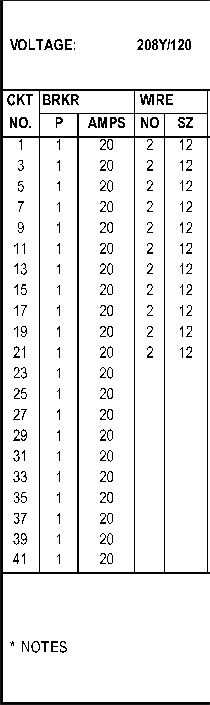 VOLTAGE: 208Y/120
CKT BRKR WIRE
NO. P AMPS NO SZ
1 1 20 2 12
3 1 20 2 12
5 1 20 2 12
7 1 20 2 12
9 1 20 2 12
11 1 20 2 12
13 1 20 2 12
15 1 20 2 12
17 1 20 2 12
19 1 20 2 12
21 1 20 2 12
23 1 20
25 1 20
27 1 20
29 1 20
31 1 20
33 1 20
35 1 20
37 1 20
39 1 20
41 1 20
* NOTES